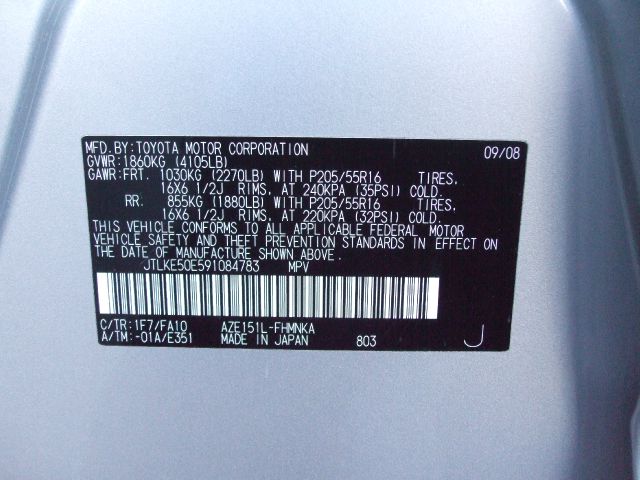 MFD. BY: TOYOTA MOTOR CORPORATION 09/08
GVWR: 1860KG (4105LB)
GAWR: FRT. 1030KG (2270LB) WITH P205/55R16 TIRES,
16X6 1/2J RIMS, AT 240KPA (35PSI) COLD.
RR. 855KG (1880LB) WITH P205/55R16 TIRES,
16X6 1/2J RIMS, AT 220KPA (32PSI) COLD.
THIS VEHICLE CONFORMS TO ALL APPLICABLE FEDERAL MOTOR
VEHICLE SAFETY AND THEFT PREVENTION STANDARDS IN EFFECT ON
THE DATE OF MANUFACTURE SHOWN ABOVE.
JTLKE50E591084783 MPV
C/TR: 1F7/FA10 AZE151L-FHMNKA
A/TM: -01A/E351 MADE IN JAPAN 803 J